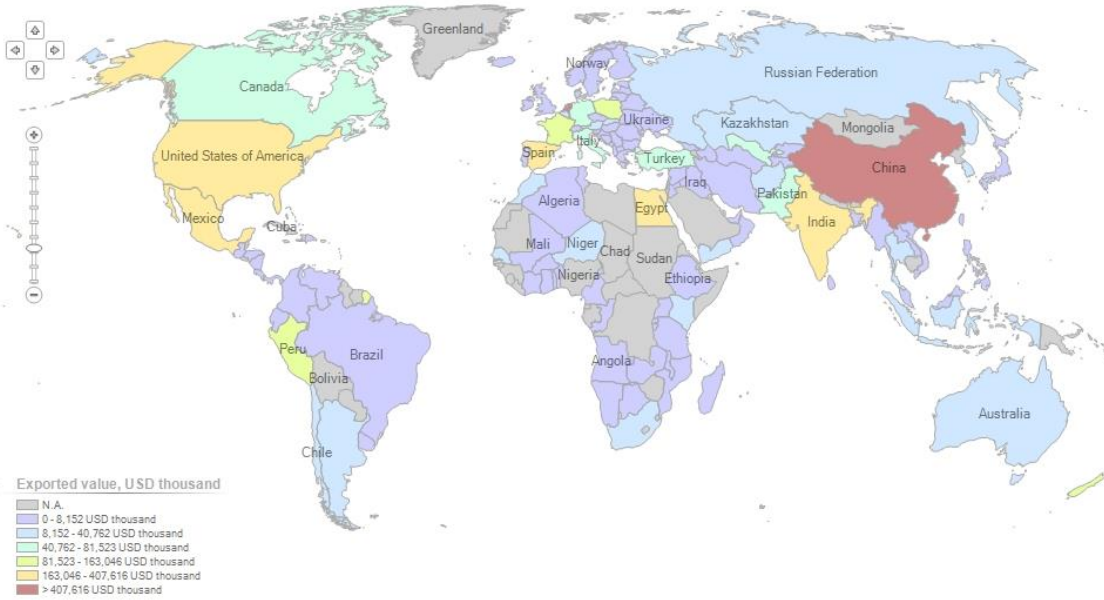 Greenland
Norway
Russian Federation
Canada
Ukraine
Kazakhstan
Mongolia
Italy
Spain
Turkey
China
United States of America
Iraq
Pakistan
Algeria
Egypt
India
Mexico
Cuba
Mali
Niger
Chad
Sudan
Nigeria
Ethiopia
Peru
Brazil
Angola
Bolivia
Australia
Chile
Exported value, USD thousand
N.A.
0 - 8,152 USD thousand
8,152 - 40,762 USD thousand
40,762 - 81,523 USD thousand
81,523 - 163,046 USD thousand
163,046 - 407,616 USD thousand
> 407,616 USD thousand